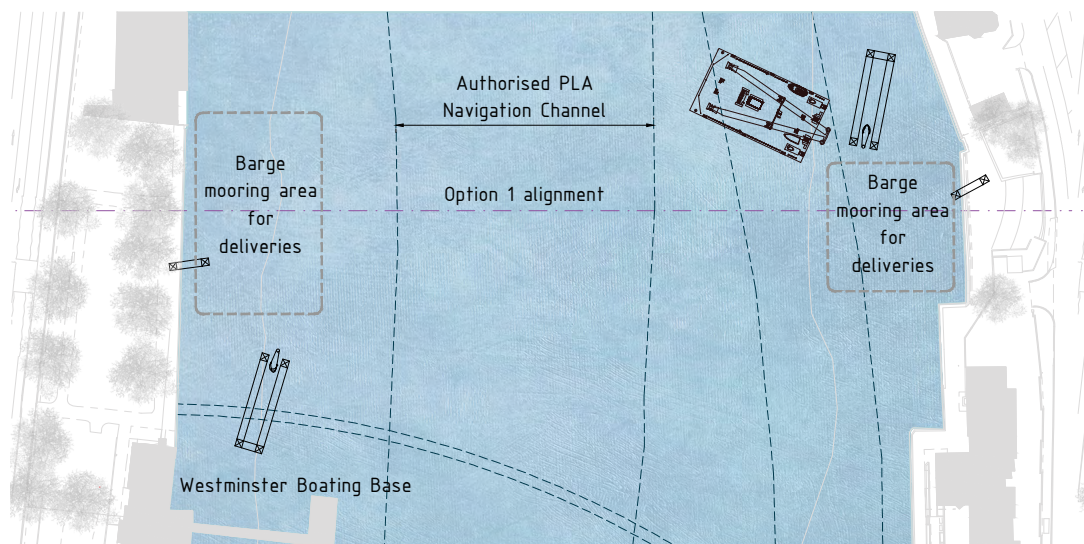 Authorised PLA
Navigation Channel
Barge
mooring area
for
deliveries
Option 1 alignment
Barge
mooring area
for
deliveries
Westminster Boating Base